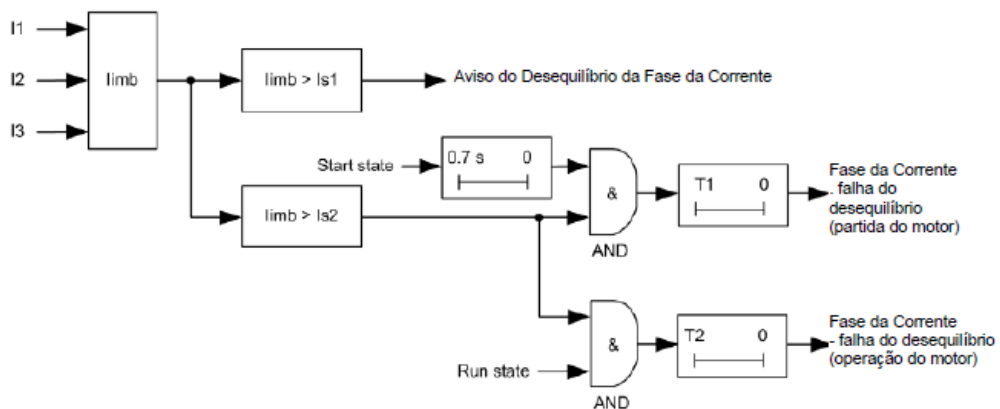 I1
I2
I3
Iimb
Iimb > Is1
Aviso do Desequilíbrio da Fase da Corrente
Start state
0.7 s 0
&
AND
T1 0
Fase da Corrente
- falha do
desequilíbrio
(partida do motor)
Iimb > Is2
Run state
&
AND
T2 0
Fase da Corrente
- falha do desequilíbrio
(operação do motor)